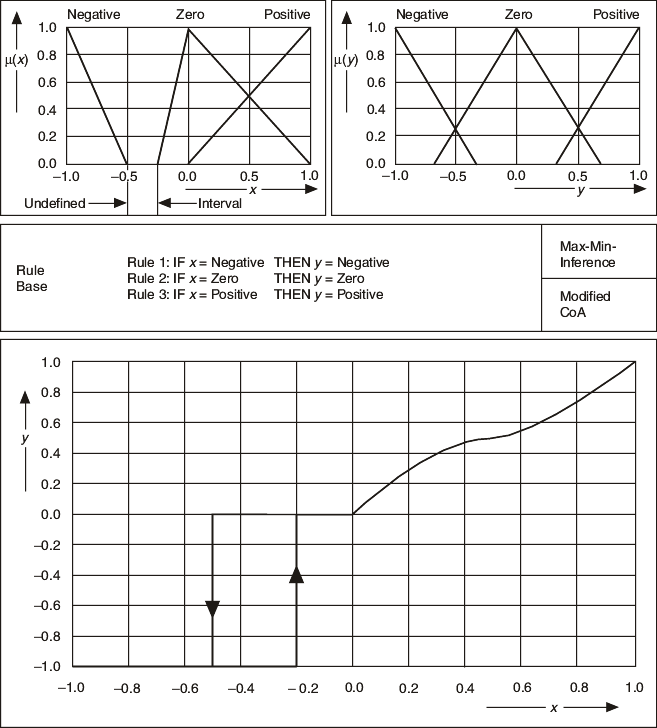 Negative Zero Positive
μ(x)
1.0
0.8
0.6
0.4
0.2
0.0
−1.0 −0.5 0.0 0.5 1.0
x
Undefined Interval
Negative Zero Positive
μ(y)
1.0
0.8
0.6
0.4
0.2
0.0
−1.0 −0.5 0.0 0.5 1.0
y
Rule
Base
Rule 1: IF x = Negative THEN y = Negative
Rule 2: IF x = Zero THEN y = Zero
Rule 3: IF x = Positive THEN y = Positive
Max-Min-
Inference
Modified
CoA
1.0
0.8
0.6
0.4
0.2
0.0
−0.2
−0.4
−0.6
−0.8
−1.0
y
−1.0 −0.8 −0.6 −0.4 −0.2 0.0 0.2 0.4 0.6 0.8 1.0
x